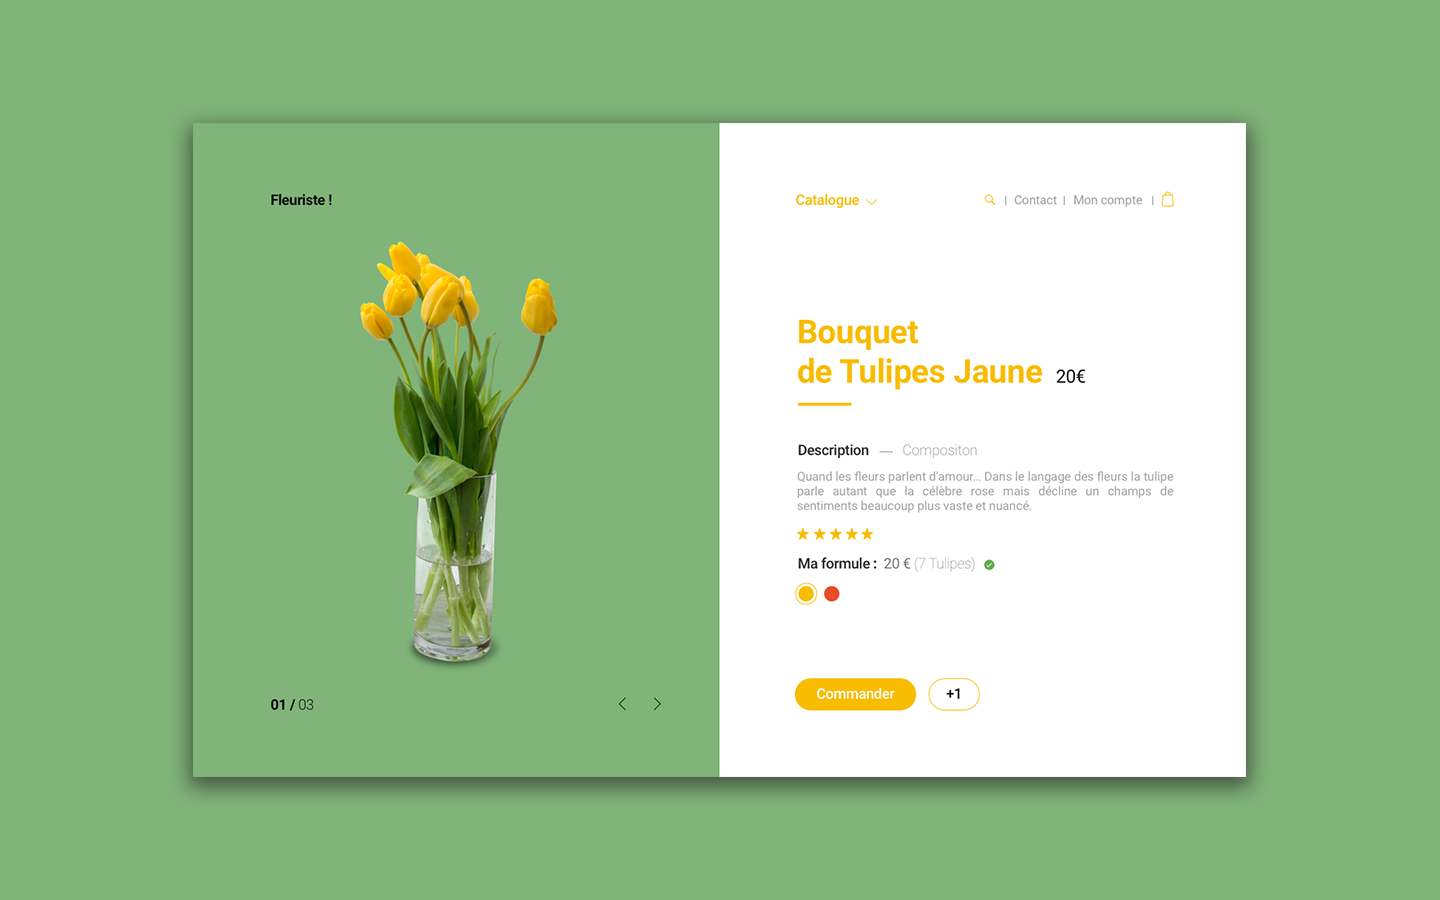 Fleuriste !
01 / 03
Catalogue
| Contact | Mon compte |
Bouquet
de Tulipes Jaune 20€
Description — Compositon
Quand les fleurs parlent d'amour... Dans le langage des fleurs la tulipe
parle autant que la célèbre rose mais décline un champs de
sentiments beaucoup plus vaste et nuancé.
Ma formule : 20 € (7 Tulipes)
Commander
+1